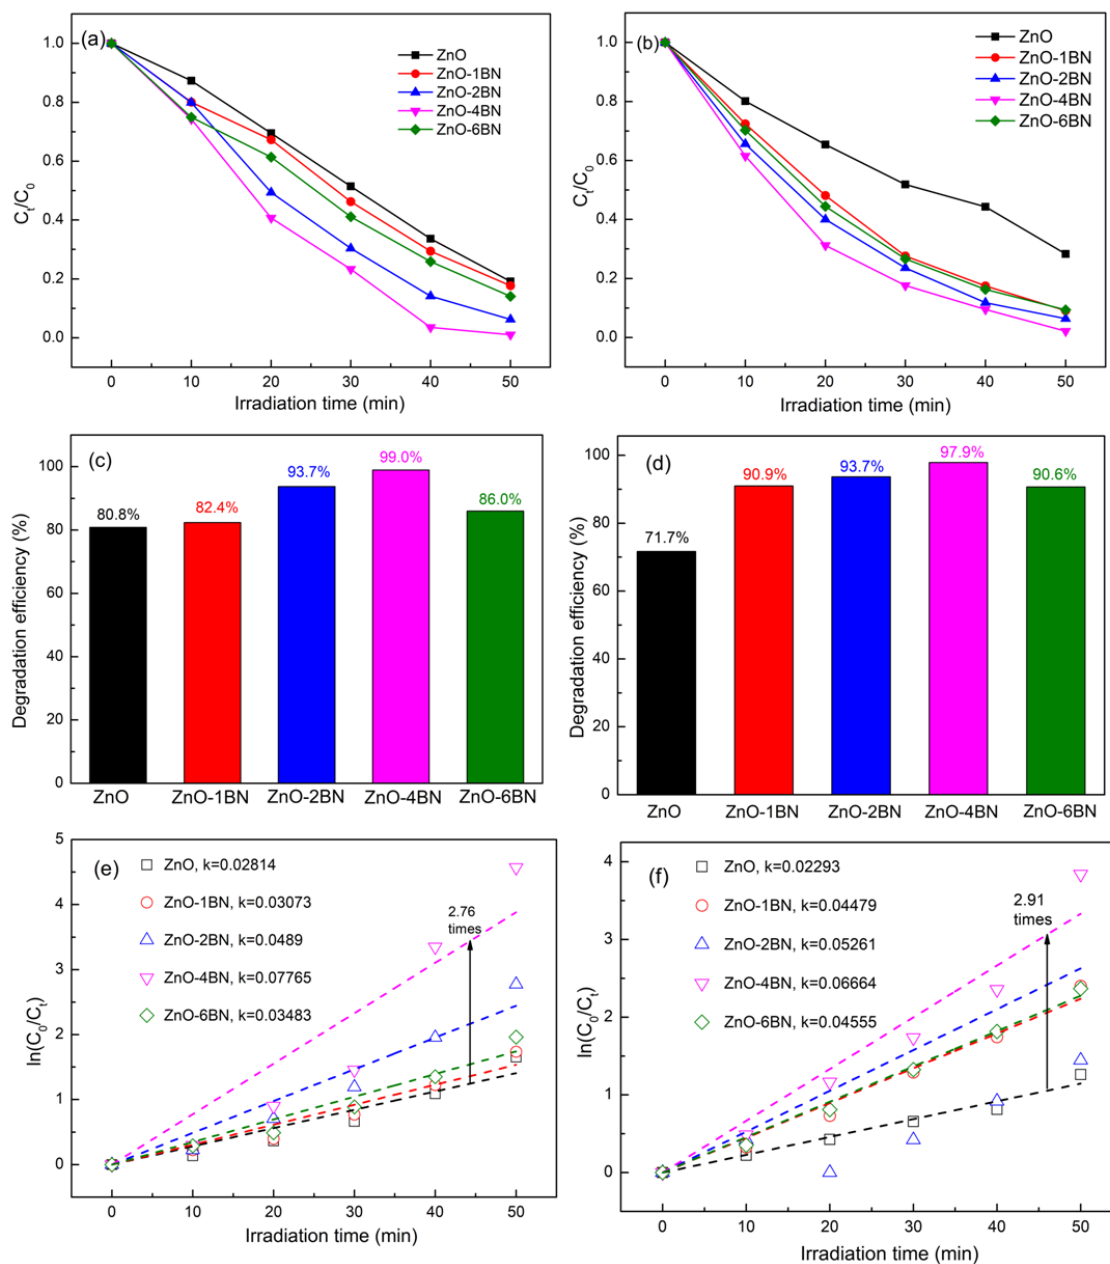 (a)
ZnO
ZnO-1BN
ZnO-2BN
ZnO-4BN
ZnO-6BN
1.0
0.8
0.6
0.4
0.2
0.0
Ct/C0
0 10 20 30 40 50
Irradiation time (min)
(b)
ZnO
ZnO-1BN
ZnO-2BN
ZnO-4BN
ZnO-6BN
1.0
0.8
0.6
0.4
0.2
0.0
Ct/C0
0 10 20 30 40 50
Irradiation time (min)
(c)
80.8%
82.4%
93.7%
99.0%
86.0%
100
80
60
40
20
0
Degradation efficiency (%)
ZnO ZnO-1BN ZnO-2BN ZnO-4BN ZnO-6BN
(d)
71.7%
90.9%
93.7%
97.9%
90.6%
100
80
60
40
20
0
Degradation efficiency (%)
ZnO ZnO-1BN ZnO-2BN ZnO-4BN ZnO-6BN
(e)
ZnO, k=0.02814
ZnO-1BN, k=0.03073
ZnO-2BN, k=0.0489
ZnO-4BN, k=0.07765
ZnO-6BN, k=0.03483
2.76
times
5
4
3
2
1
0
ln(C0/Ct)
0 10 20 30 40 50
Irradiation time (min)
(f)
ZnO, k=0.02293
ZnO-1BN, k=0.04479
ZnO-2BN, k=0.05261
ZnO-4BN, k=0.06664
ZnO-6BN, k=0.04555
2.91
times
4
3
2
1
0
ln(C0/Ct)
0 10 20 30 40 50
Irradiation time (min)